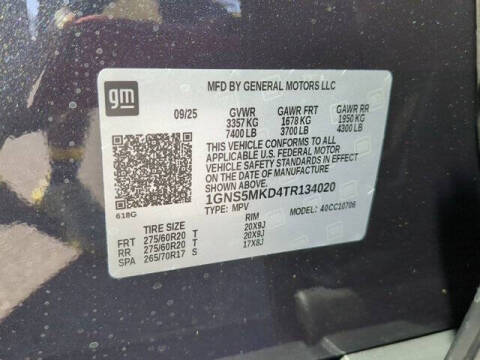 gm
MFD BY GENERAL MOTORS LLC
09/25 GVWR GAWR FRT GAWR RR
3357 KG 1678 KG 1950 KG
7400 LB 3700 LB 4300 LB
THIS VEHICLE CONFORMS TO ALL
APPLICABLE U.S. FEDERAL MOTOR
VEHICLE SAFETY STANDARDS IN EFFECT
ON THE DATE OF MANUFACTURE
SHOWN ABOVE.
1GNS5MKD4TR134020
618G
TYPE: MPV MODEL: 40CC10706
TIRE SIZE RIM
FRT 275/60R20 T 20X9J
RR 275/60R20 T 20X9J
SPA 265/70R17 S 17X8J